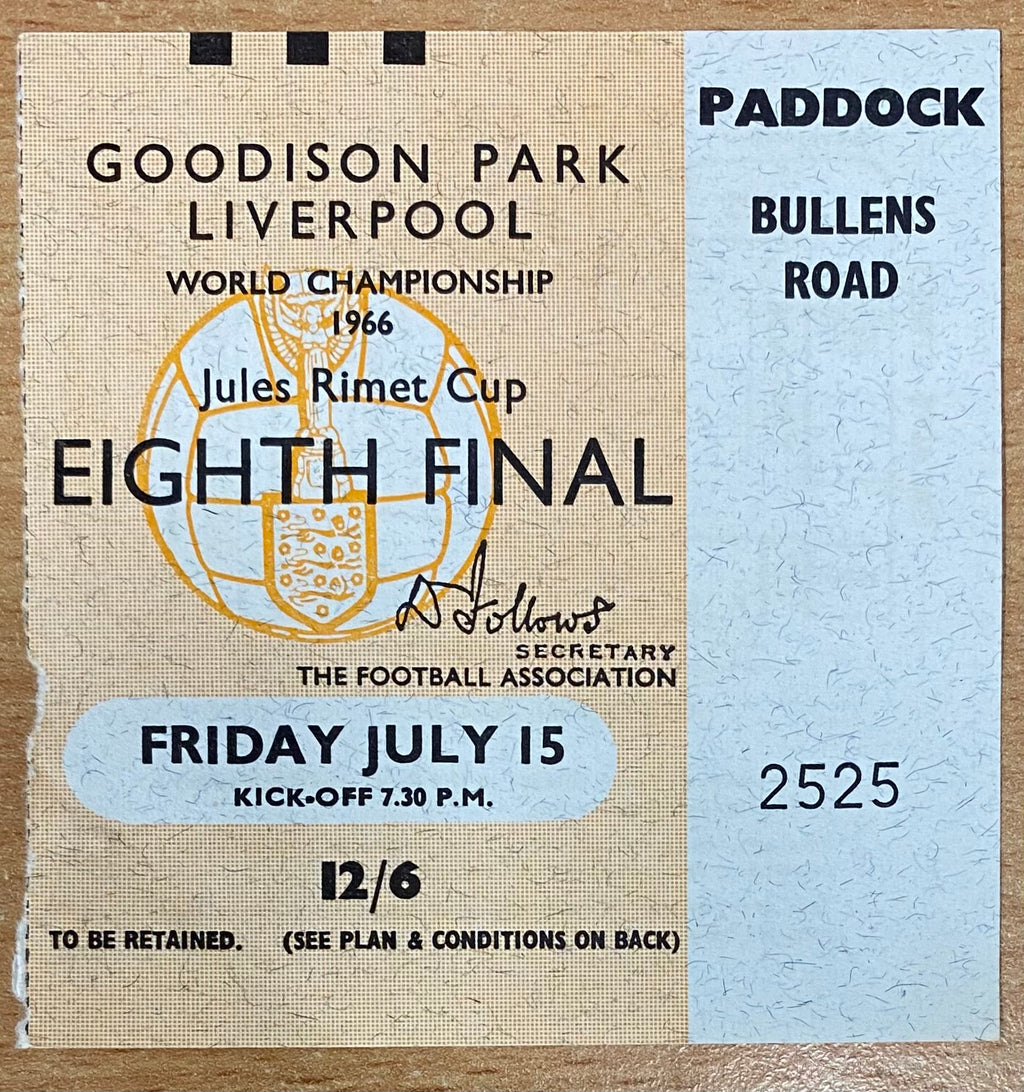 GOODISON PARK
LIVERPOOL
WORLD CHAMPIONSHIP
1966
Jules Rimet Cup
EIGHTH FINAL
D Follows
SECRETARY
THE FOOTBALL ASSOCIATION
FRIDAY JULY 15
KICK-OFF 7.30 P.M.
12/6
TO BE RETAINED. (SEE PLAN & CONDITIONS ON BACK)
PADDOCK
BULLENS
ROAD
2525